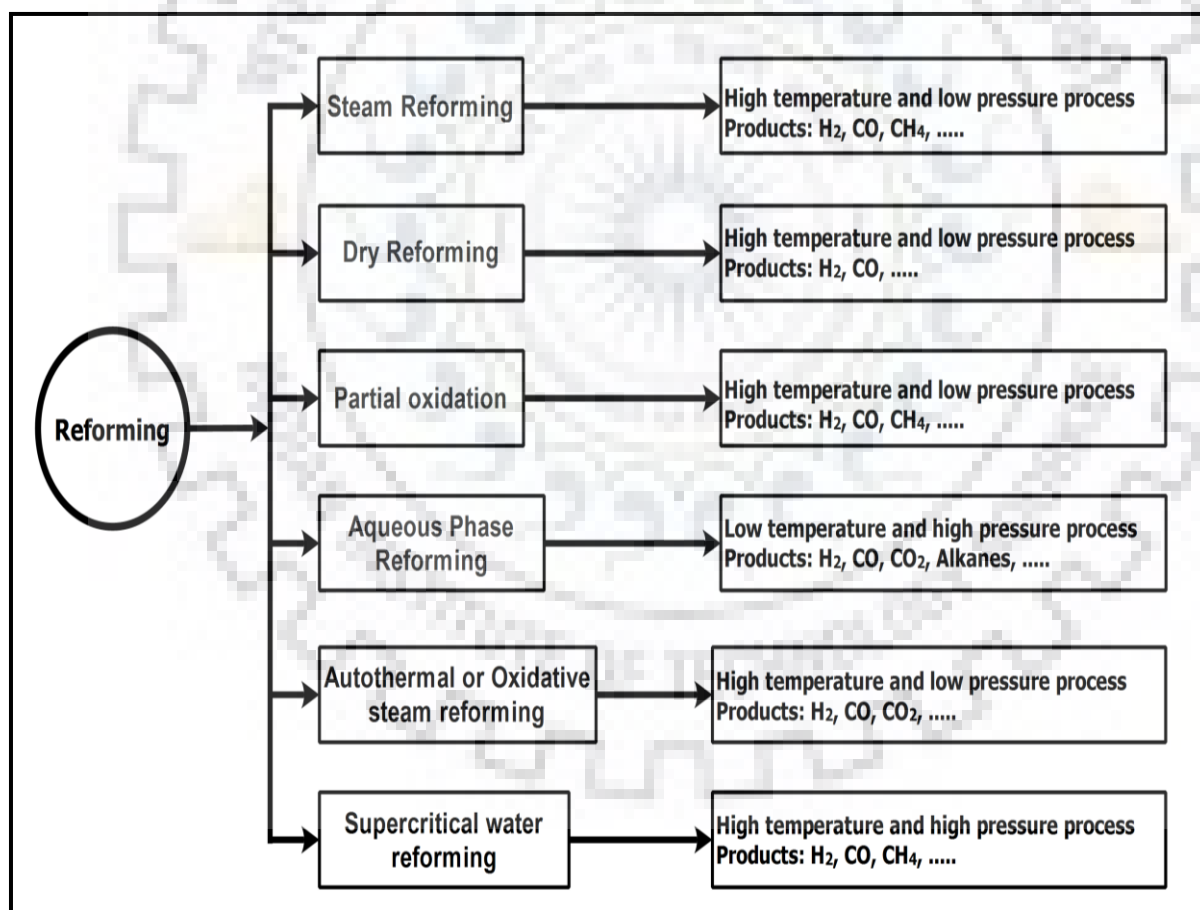 Reforming
Steam Reforming
High temperature and low pressure process
Products: H₂, CO, CH₄, .....
Dry Reforming
High temperature and low pressure process
Products: H₂, CO, .....
Partial oxidation
High temperature and low pressure process
Products: H₂, CO, CH₄, .....
Aqueous Phase
Reforming
Low temperature and high pressure process
Products: H₂, CO, CO₂, Alkanes, .....
Autothermal or Oxidative
steam reforming
High temperature and low pressure process
Products: H₂, CO, CO₂, .....
Supercritical water
reforming
High temperature and high pressure process
Products: H₂, CO, CH₄, .....